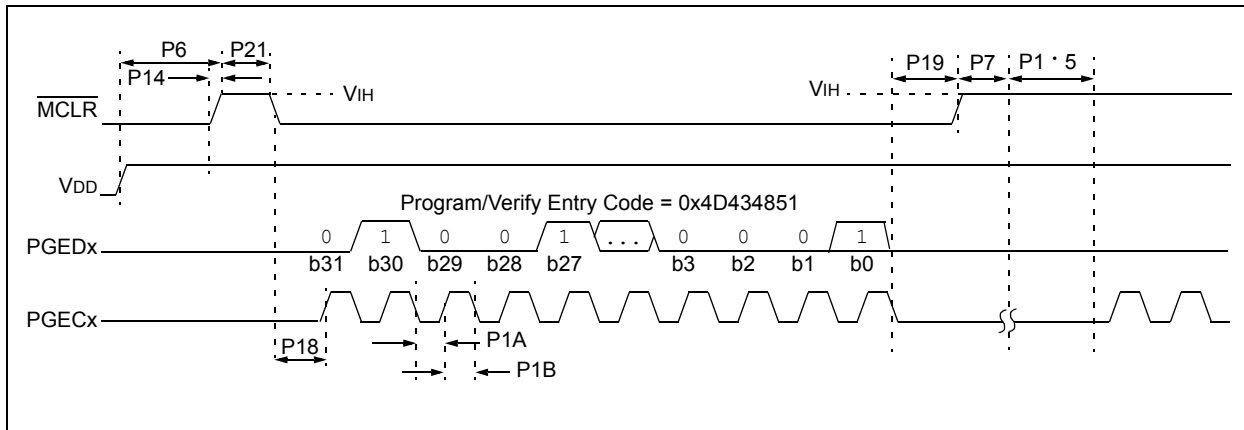 P6 P21 P19 P7 P1 · 5
P14
VIH VIH
MCLR
VDD
Program/Verify Entry Code = 0x4D434851
PGEDx 0 1 0 0 1 ... 0 0 0 1
b31 b30 b29 b28 b27 b3 b2 b1 b0
PGECx
P18 P1A
P1B